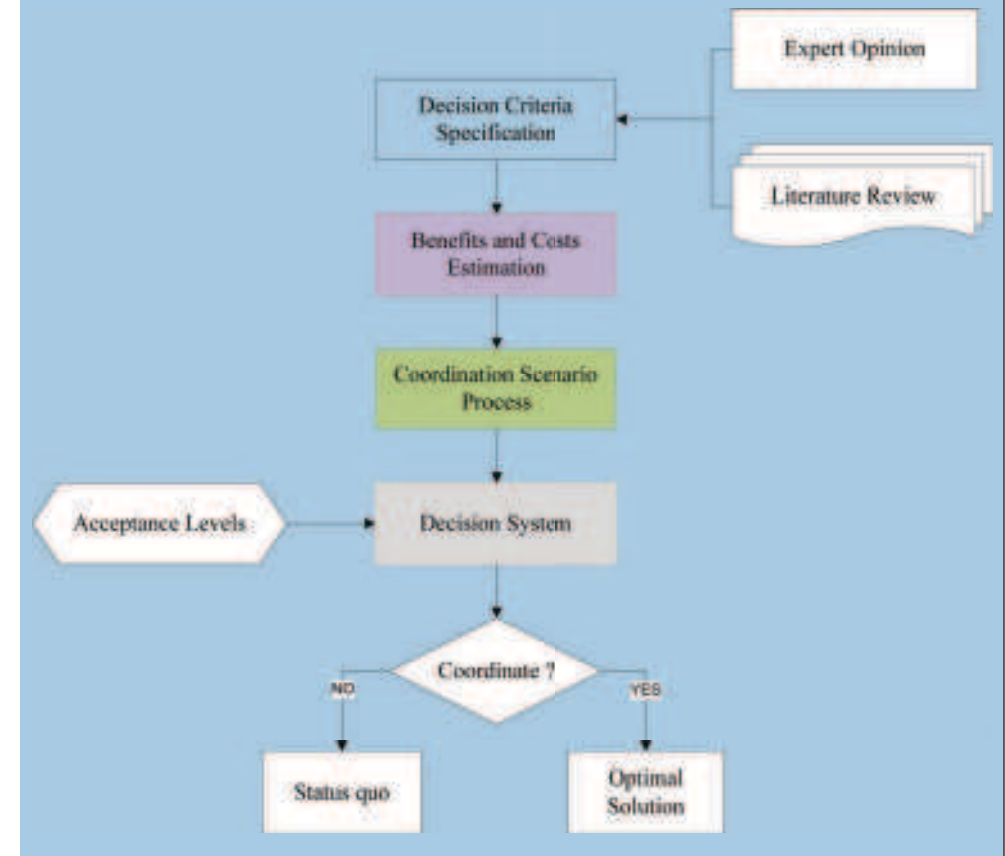 Expert Opinion
Decision Criteria
Specification
Literature Review
Benefits and Costs
Estimation
Coordination Scenario
Process
Acceptance Levels
Decision System
Coordinate ?
NO
YES
Status quo
Optimal
Solution